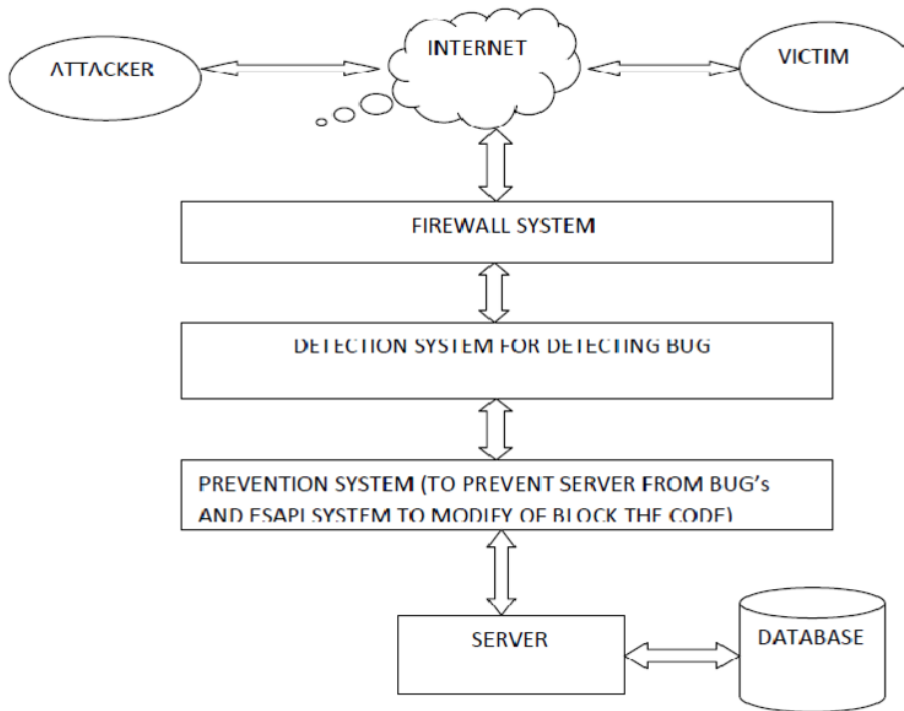 ATTACKER
INTERNET
VICTIM
FIREWALL SYSTEM
DETECTION SYSTEM FOR DETECTING BUG
PREVENTION SYSTEM (TO PREVENT SERVER FROM BUG's
AND ESAPI SYSTEM TO MODIFY OF BLOCK THE CODE)
SERVER
DATABASE